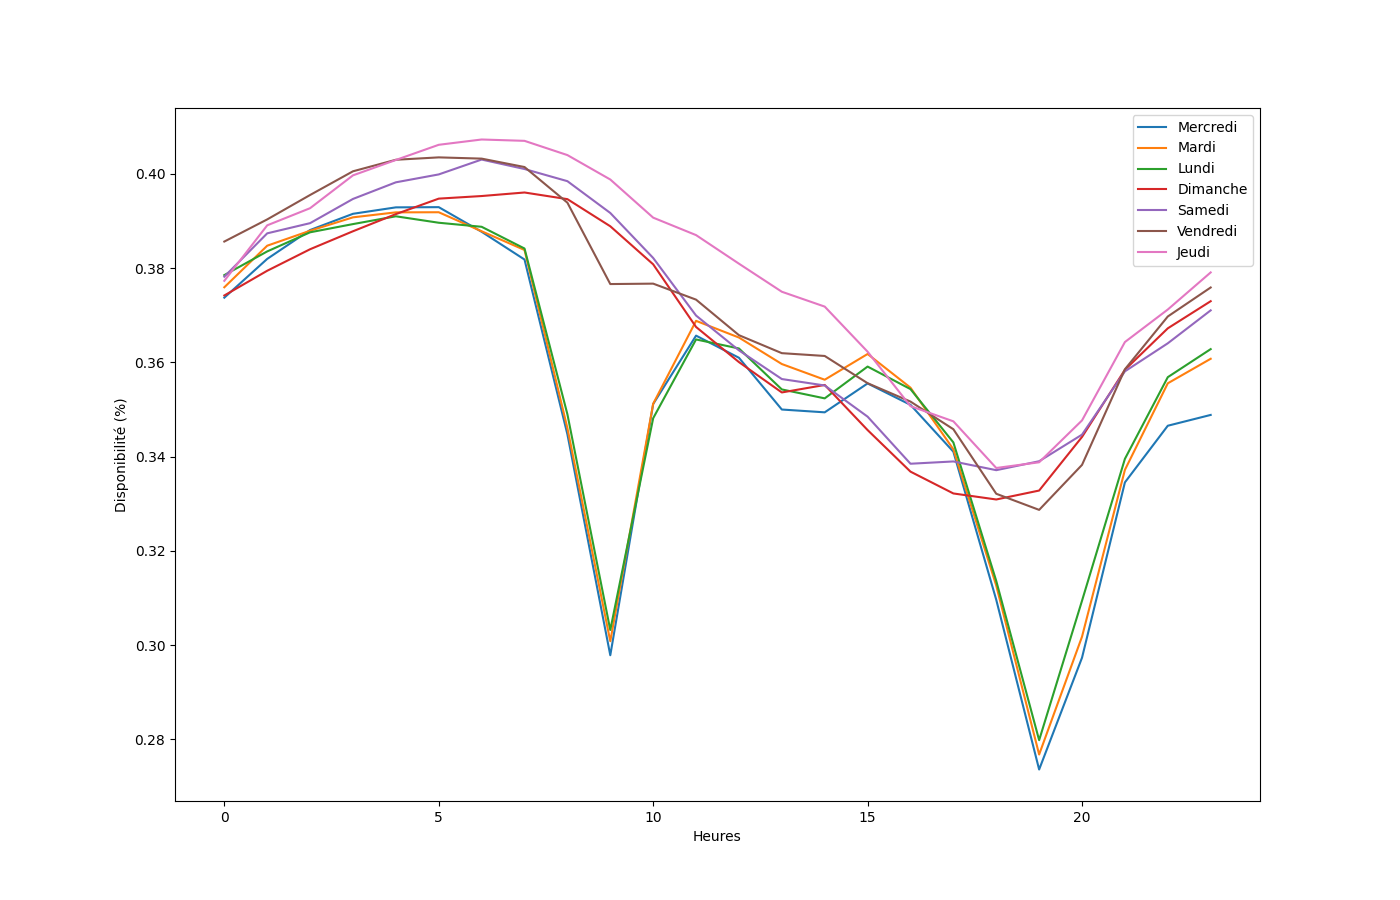 Mercredi
Mardi
Lundi
Dimanche
Samedi
Vendredi
Jeudi
0.40
0.38
0.36
0.34
0.32
0.30
0.28
Disponibilité (%)
0 5 10 15 20
Heures